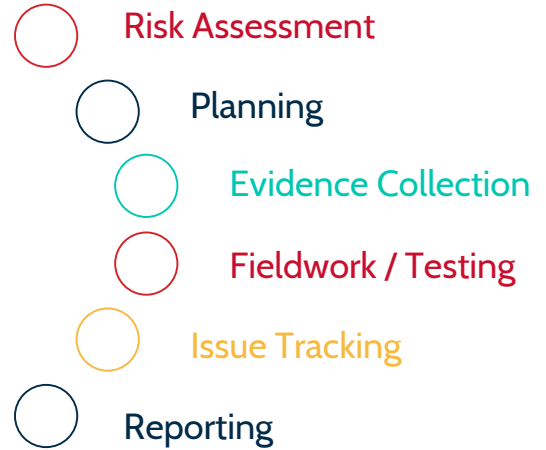 Risk Assessment
Planning
Evidence Collection
Fieldwork / Testing
Issue Tracking
Reporting